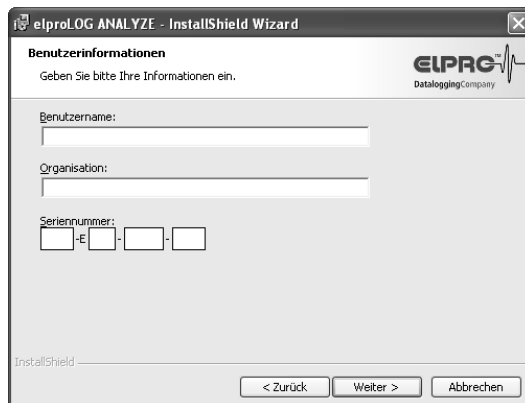 elproLOG ANALYZE - InstallShield Wizard
Benutzerinformationen
Geben Sie bitte Ihre Informationen ein.
ELPRO™
DataloggingCompany
Benutzername:
Organisation:
Seriennummer:
-E - -
InstallShield
< Zurück Weiter > Abbrechen